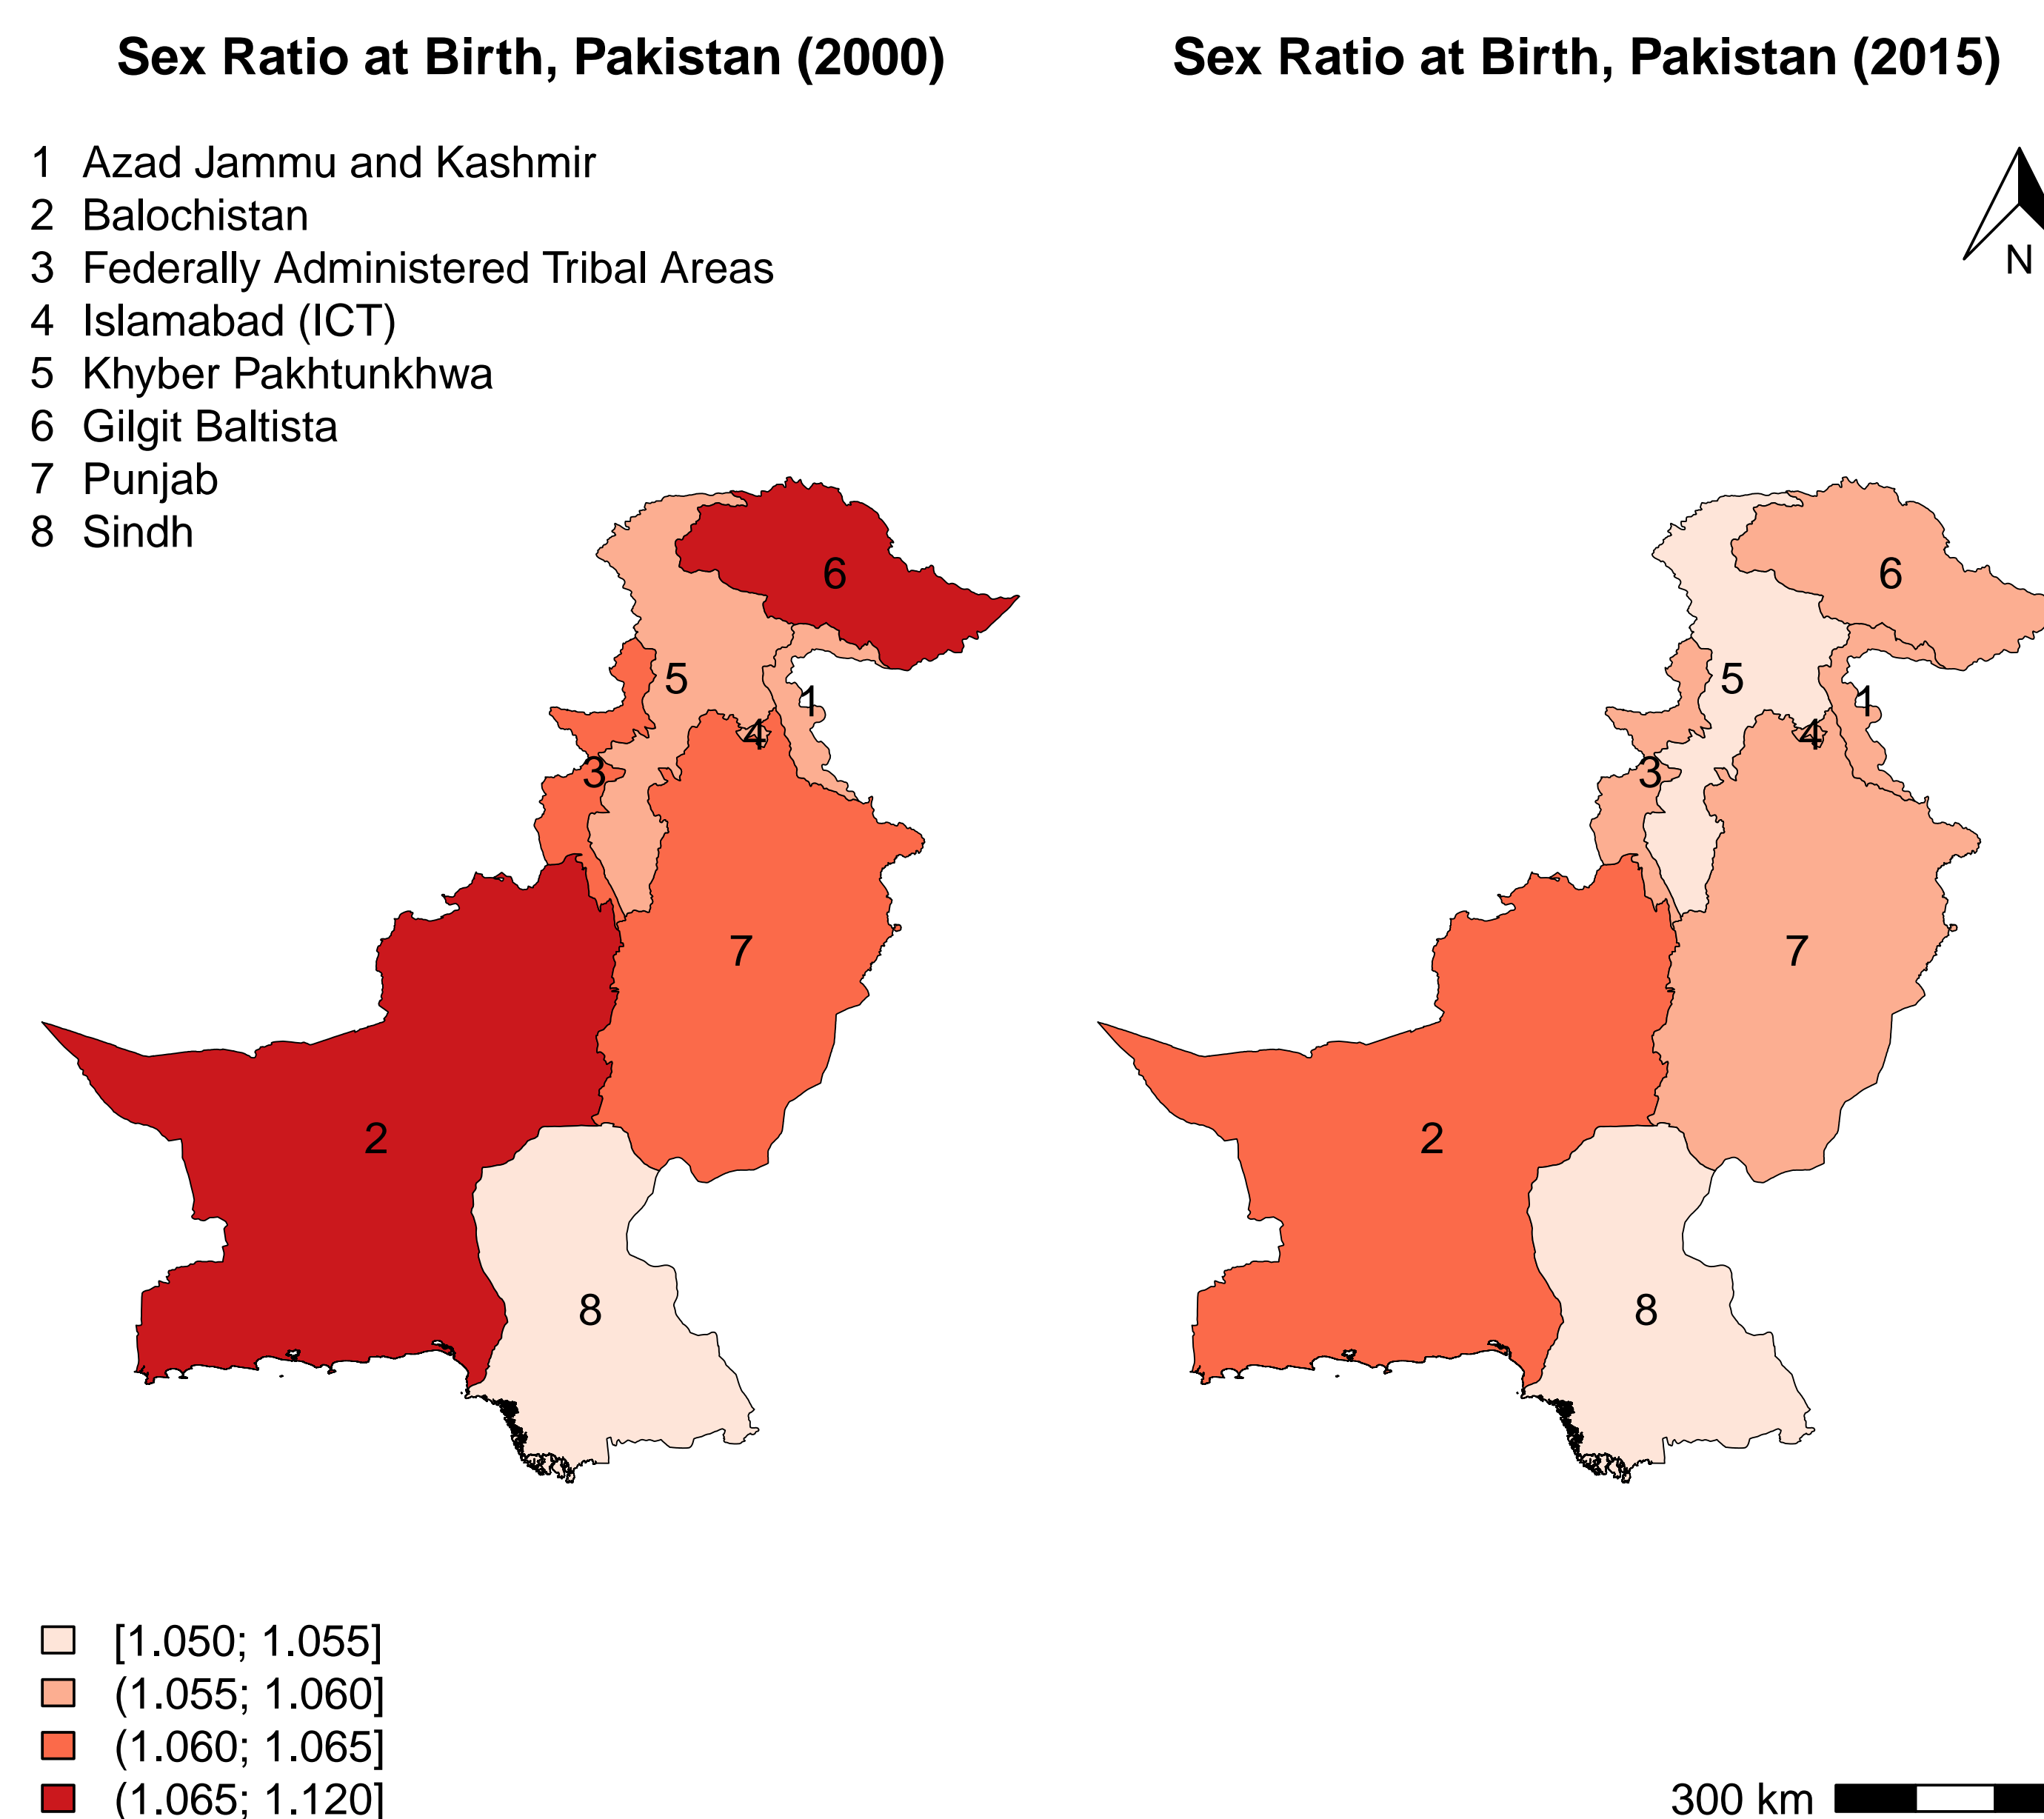 Sex Ratio at Birth, Pakistan (2000)
Sex Ratio at Birth, Pakistan (2015)
1 Azad Jammu and Kashmir
2 Balochistan
3 Federally Administered Tribal Areas
4 Islamabad (ICT)
5 Khyber Pakhtunkhwa
6 Gilgit Baltista
7 Punjab
8 Sindh
N
6
5
1
4
3
7
2
8
6
5
1
4
3
7
2
8
[1.050; 1.055]
(1.055; 1.060]
(1.060; 1.065]
(1.065; 1.120]
300 km